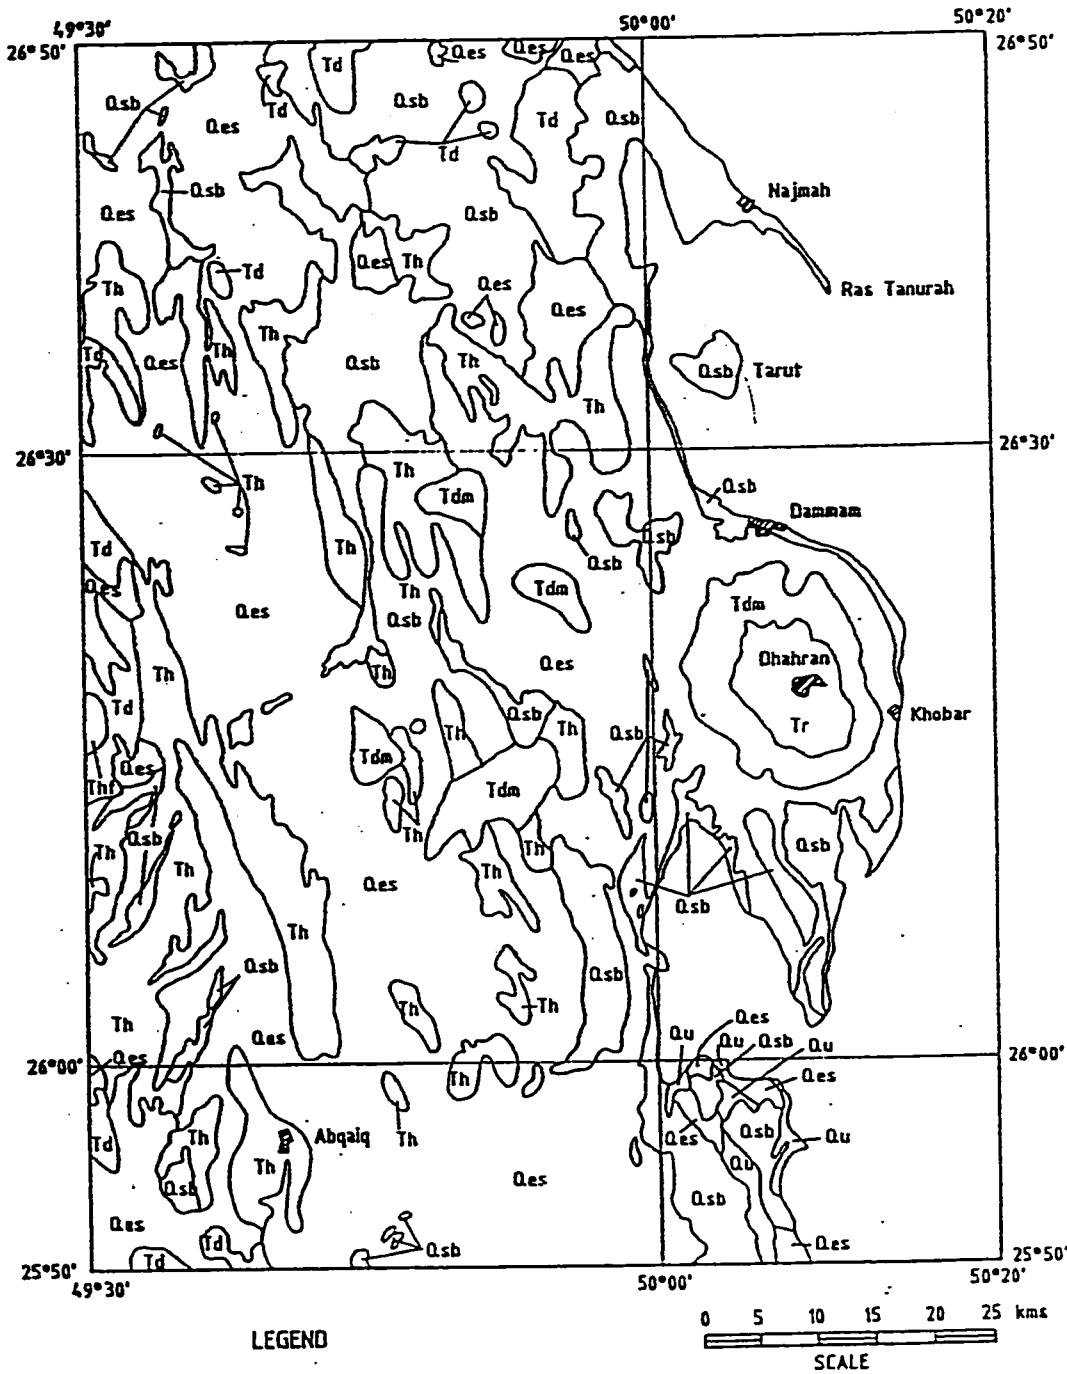 49°30' 50°00' 50°20'
26°50' Qes Qes Qes 26°50'
Td
Qsb Qsb
Td Td Qsb
Qes
Td
Qsb Najmah
Qes Qsb
Qes Th
Td
Th Qes Ras Tanurah
Th Qes
Td Qes Th Qsb Th Qsb Tarut
Th
26°30' 26°30'
Th
Th Tdm Qsb
Dammam
Td Th Qsb
Qsb
Qes Th Tdm
Qes Qsb Tdm
Th Th Qes Dhahran
Td Th Qsb Th Khobar
Qsb Tr
Qes Tdm
Thf Tdm
Qsb Th Qsb
Th Th Th
Th Qes Qsb
Th
Qsb Qsb
Th Th
Th Qes Qes
Qes Qu Qu Qsb Qu
26°00' Th Qes 26°00'
Td Th Abqaiq Th Qes Qsb Qu
Th Qu
Qsb Qes Qsb
Qes
Td Qsb Qes
25°50' Td 25°50'
49°30' 50°00' 50°20'
0 5 10 15 20 25 kms
LEGEND
SCALE